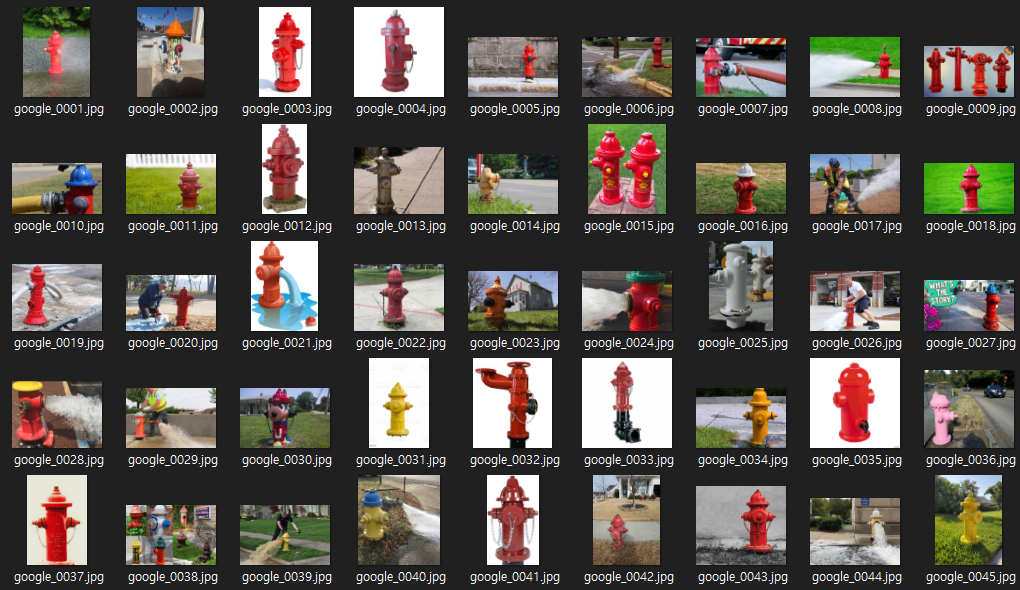 google_0001.jpg google_0002.jpg google_0003.jpg google_0004.jpg google_0005.jpg google_0006.jpg google_0007.jpg google_0008.jpg google_0009.jpg
google_0010.jpg google_0011.jpg google_0012.jpg google_0013.jpg google_0014.jpg google_0015.jpg google_0016.jpg google_0017.jpg google_0018.jpg
google_0019.jpg google_0020.jpg google_0021.jpg google_0022.jpg google_0023.jpg google_0024.jpg google_0025.jpg google_0026.jpg google_0027.jpg
WHAT'S
THE
STORY?
google_0028.jpg google_0029.jpg google_0030.jpg google_0031.jpg google_0032.jpg google_0033.jpg google_0034.jpg google_0035.jpg google_0036.jpg
google_0037.jpg google_0038.jpg google_0039.jpg google_0040.jpg google_0041.jpg google_0042.jpg google_0043.jpg google_0044.jpg google_0045.jpg